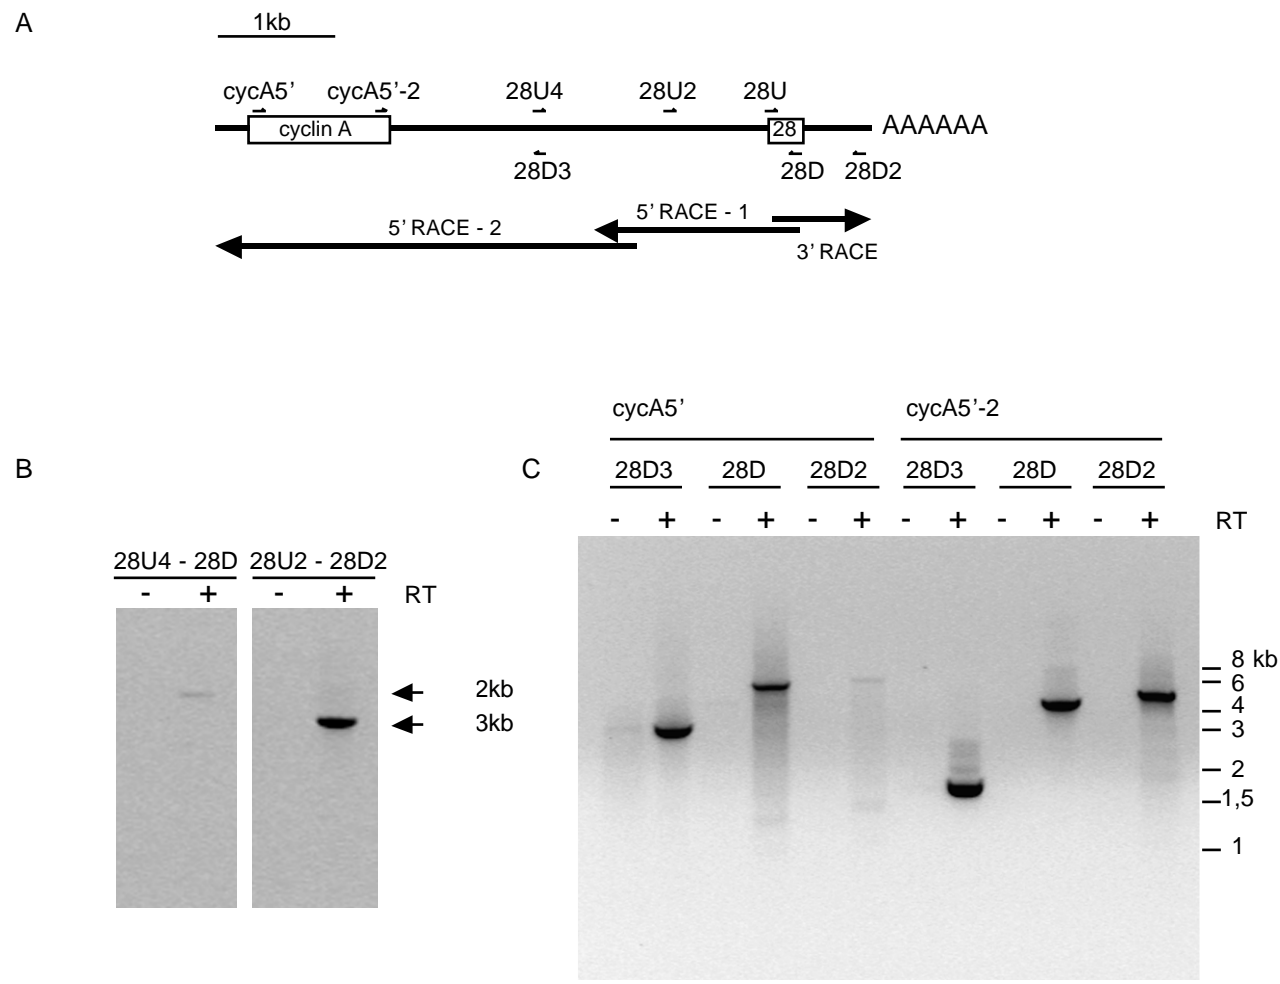 A
1kb
cycA5’ cycA5’-2 28U4 28U2 28U
cyclin A 28 AAAAAA
28D3 28D 28D2
5’ RACE - 1
5’ RACE - 2
3’ RACE
B
28U4 - 28D 28U2 - 28D2
- + - + RT
2kb
3kb
C
cycA5’ cycA5’-2
28D3 28D 28D2 28D3 28D 28D2
- + - + - + - + - + - + RT
8 kb
6
4
3
2
1,5
1